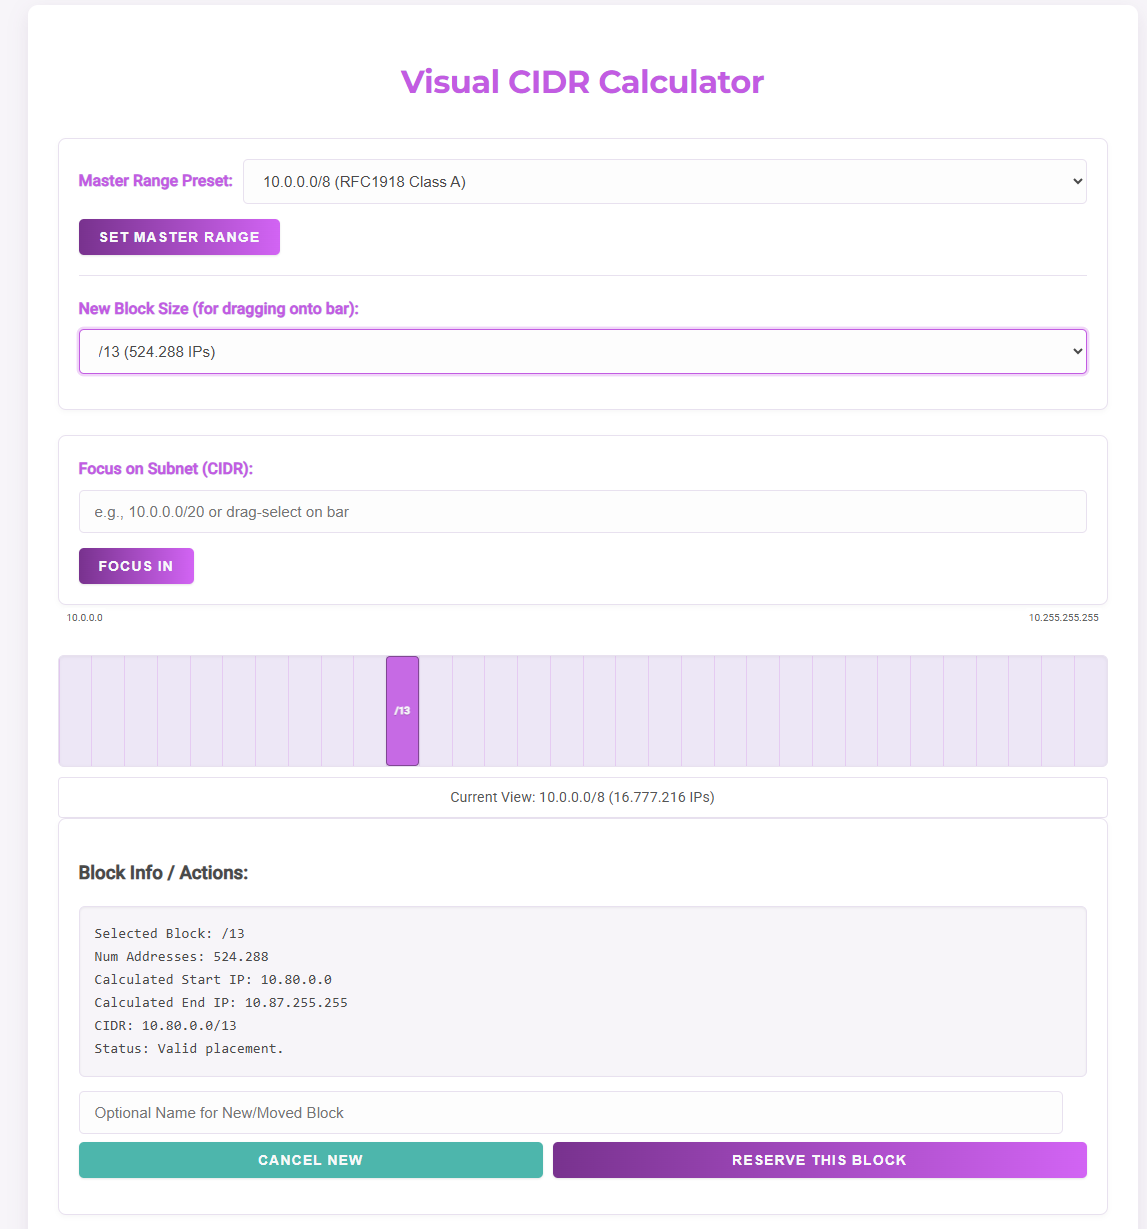 Visual CIDR Calculator
Master Range Preset:
10.0.0.0/8 (RFC1918 Class A)
SET MASTER RANGE
New Block Size (for dragging onto bar):
/13 (524.288 IPs)
Focus on Subnet (CIDR):
e.g., 10.0.0.0/20 or drag-select on bar
FOCUS IN
10.0.0.0
10.255.255.255
/13
Current View: 10.0.0.0/8 (16.777.216 IPs)
Block Info / Actions:
Selected Block: /13
Num Addresses: 524.288
Calculated Start IP: 10.80.0.0
Calculated End IP: 10.87.255.255
CIDR: 10.80.0.0/13
Status: Valid placement.
Optional Name for New/Moved Block
CANCEL NEW
RESERVE THIS BLOCK